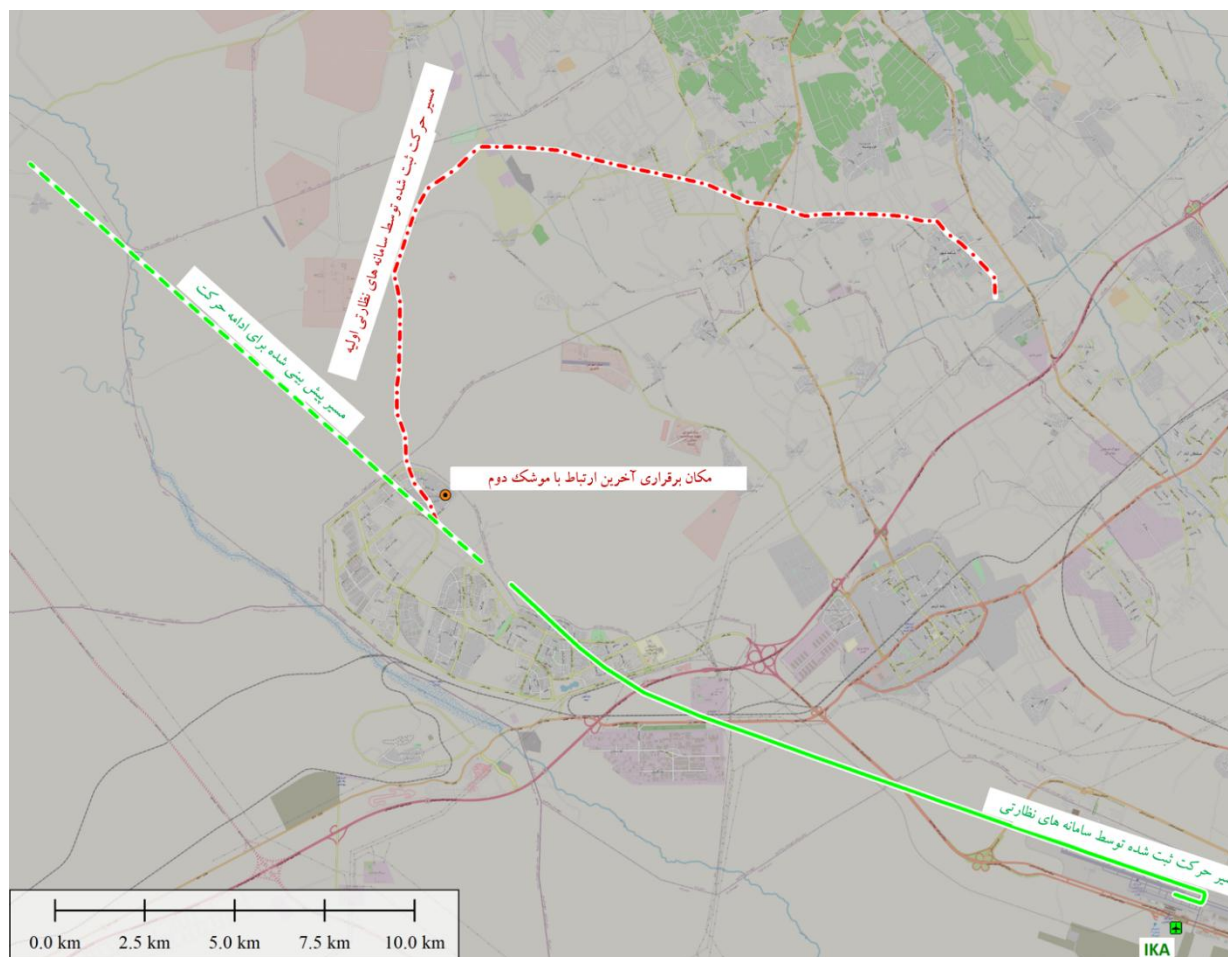 مسیر حرکت ثبت شده توسط سامانه های نظارتی اولیه
مسیر پیش بینی شده برای ادامه حرکت
مکان برقراری آخرین ارتباط با موشک دوم
سیر حرکت ثبت شده توسط سامانه های نظارتی
0.0 km 2.5 km 5.0 km 7.5 km 10.0 km
IKA